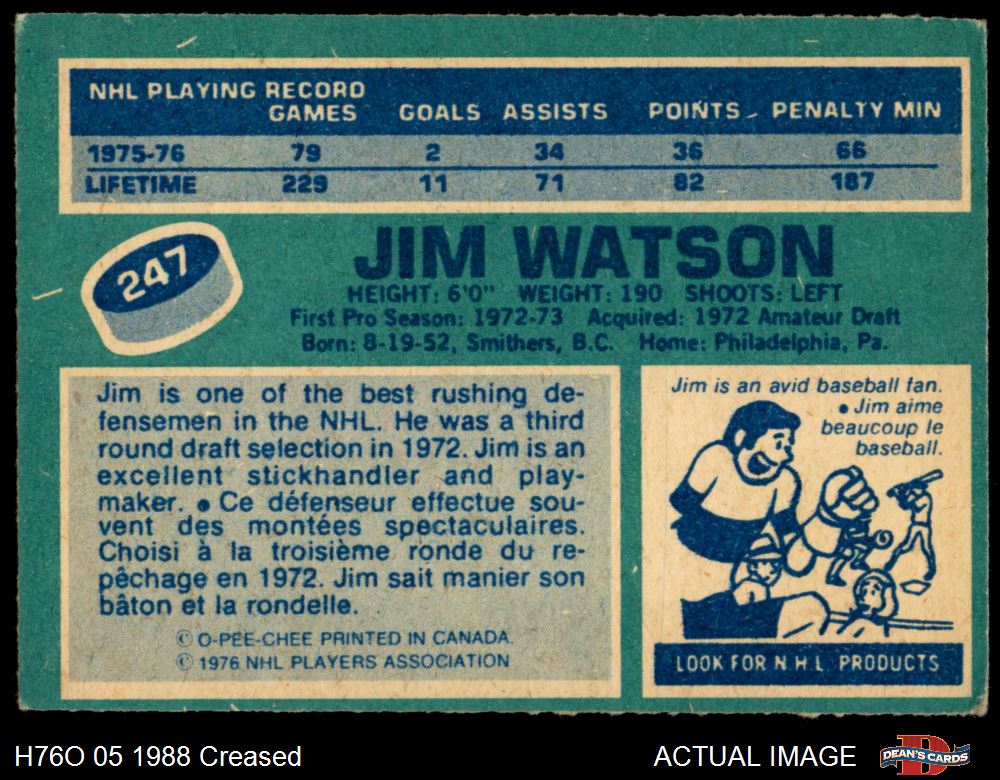 NHL PLAYING RECORD
GAMES GOALS ASSISTS POINTS PENALTY MIN
1975-76 79 2 34 36 66
LIFETIME 229 11 71 82 187
247
JIM WATSON
HEIGHT: 6'0" WEIGHT: 190 SHOOTS: LEFT
First Pro Season: 1972-73 Acquired: 1972 Amateur Draft
Born: 8-19-52, Smithers, B.C. Home: Philadelphia, Pa.
Jim is one of the best rushing de-
fensemen in the NHL. He was a third
round draft selection in 1972. Jim is an
excellent stickhandler and play-
maker. ● Ce défenseur effectue sou-
vent des montées spectaculaires.
Choisi à la troisième ronde du re-
pêchage en 1972. Jim sait manier son
bâton et la rondelle.
© O-PEE-CHEE PRINTED IN CANADA.
© 1976 NHL PLAYERS ASSOCIATION
Jim is an avid baseball fan.
● Jim aime
beaucoup le
baseball.
LOOK FOR N H L PRODUCTS
H76O 05 1988 Creased
ACTUAL IMAGE
DEAN'S CARDS